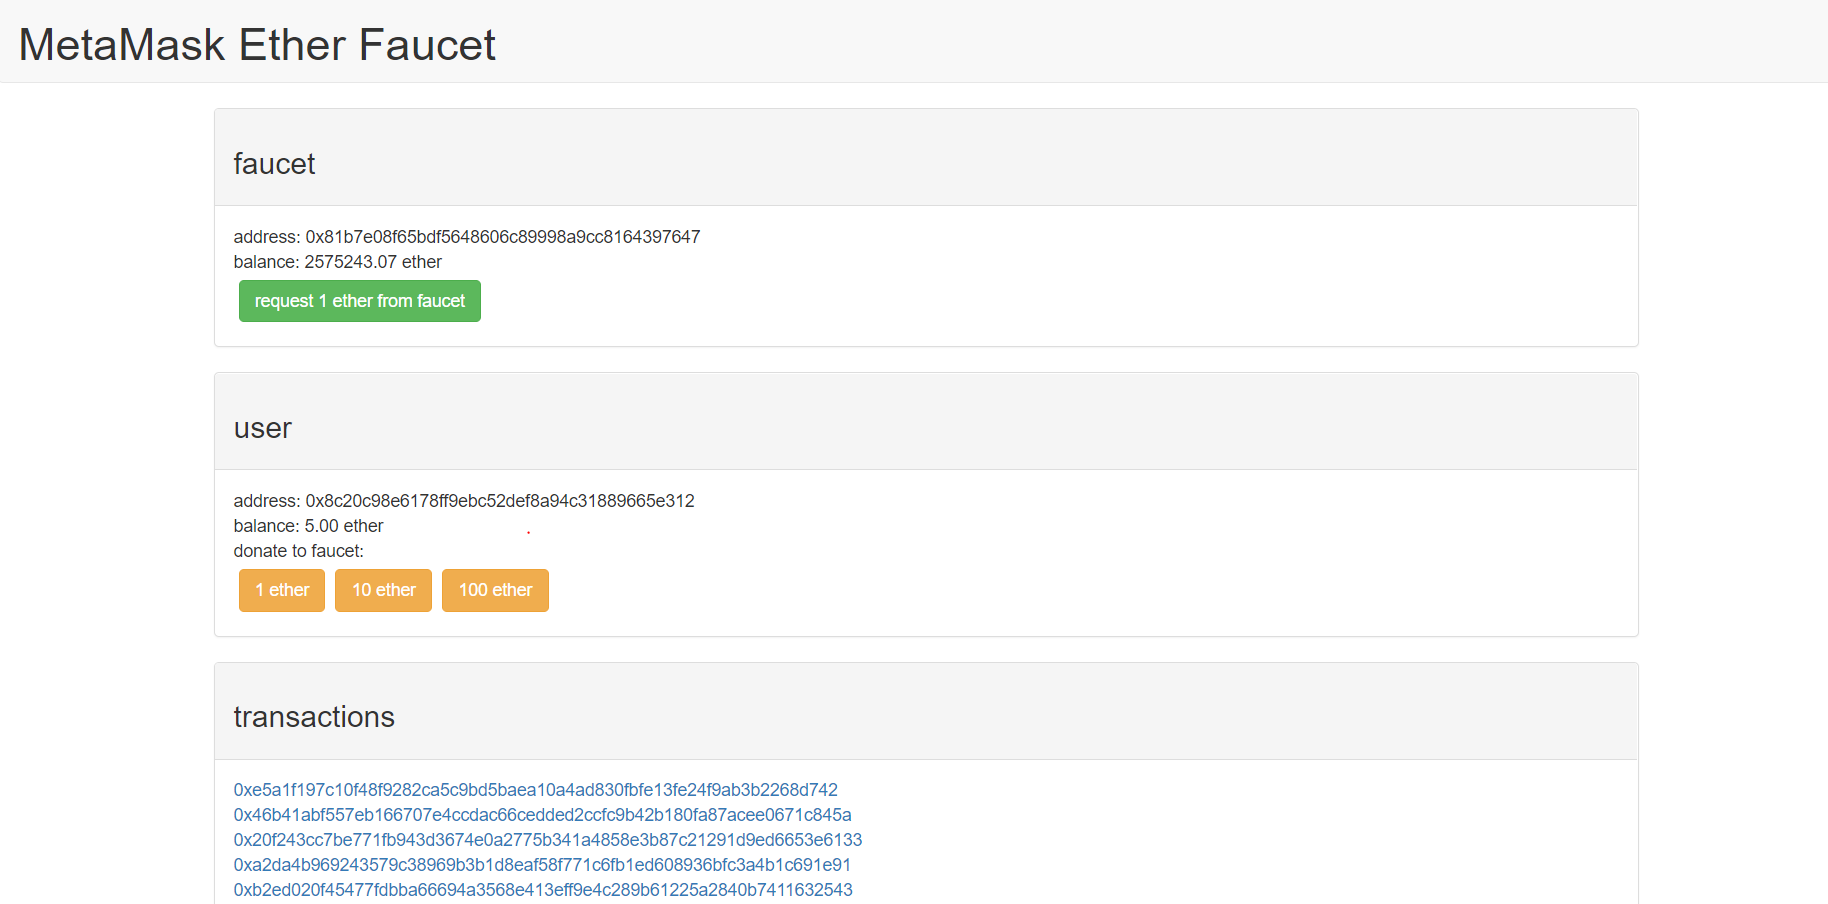 MetaMask Ether Faucet
faucet
address: 0x81b7e08f65bdf5648606c89998a9cc8164397647
balance: 2575243.07 ether
request 1 ether from faucet
user
address: 0x8c20c98e6178ff9ebc52def8a94c31889665e312
balance: 5.00 ether
donate to faucet:
1 ether 10 ether 100 ether
transactions
0xe5a1f197c10f48f9282ca5c9bd5baea10a4ad830fbfe13fe24f9ab3b2268d742
0x46b41abf557eb166707e4ccdac66cedded2ccfc9b42b180fa87acee0671c845a
0x20f243cc7be771fb943d3674e0a2775b341a4858e3b87c21291d9ed6653e6133
0xa2da4b969243579c38969b3b1d8eaf58f771c6fb1ed608936bfc3a4b1c691e91
0xb2ed020f45477fdbba66694a3568e413eff9e4c289b61225a2840b7411632543